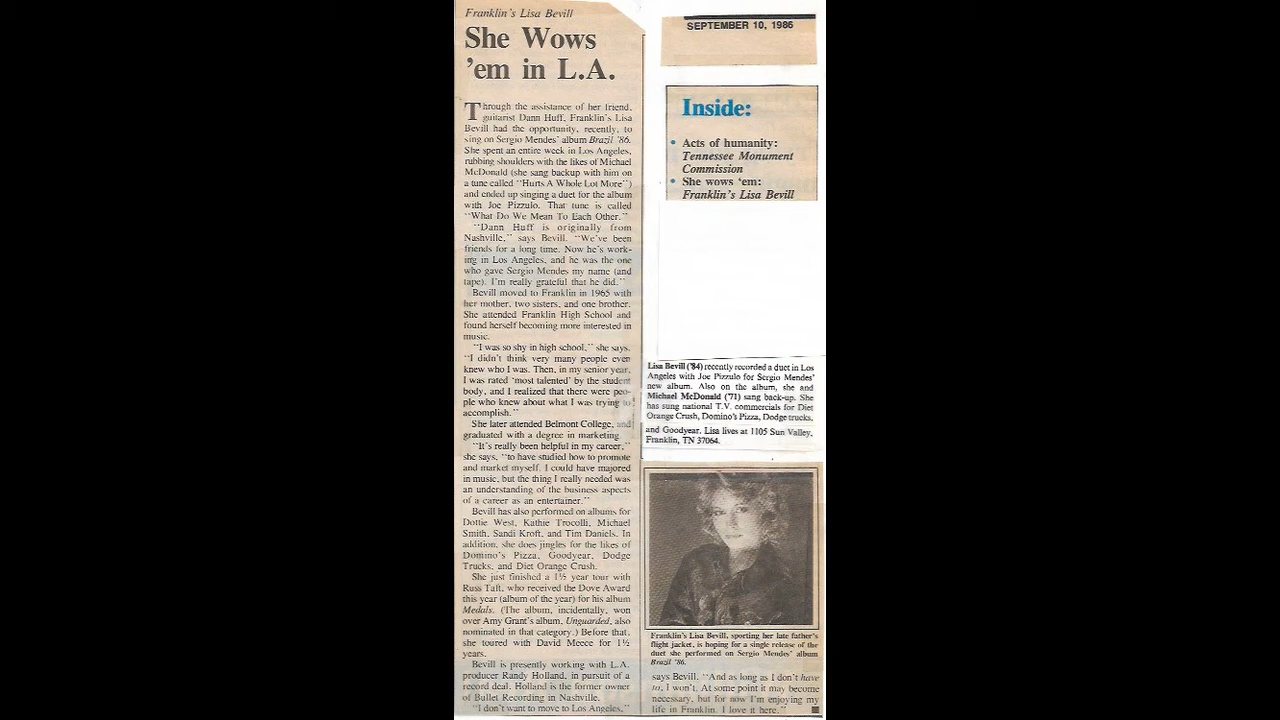 Franklin's Lisa Bevill
She Wows
'em in L.A.
Through the assistance of her friend,
guitarist Dann Huff, Franklin's Lisa
Bevill had the opportunity, recently, to
sing on Sergio Mendes' album Brazil '86.
She spent an entire week in Los Angeles,
rubbing shoulders with the likes of Michael
McDonald (she sang backup with him on
a tune called "Hurts A Whole Lot More")
and ended up singing a duet for the album
with Joe Pizzulo. That tune is called
"What Do We Mean To Each Other."
"Dann Huff is originally from
Nashville," says Bevill. "We've been
friends for a long time. Now he's work-
ing in Los Angeles, and he was the one
who gave Sergio Mendes my name (and
tape). I'm really grateful that he did."
Bevill moved to Franklin in 1965 with
her mother, two sisters, and one brother.
She attended Franklin High School and
found herself becoming more interested in
music.
"I was so shy in high school," she says.
"I didn't think very many people even
knew who I was. Then, in my senior year,
I was rated 'most talented' by the student
body, and I realized that there were peo-
ple who knew about what I was trying to
accomplish."
She later attended Belmont College, and
graduated with a degree in marketing.
"It's really been helpful in my career,"
she says, "to have studied how to promote
and market myself. I could have majored
in music, but the thing I really needed was
an understanding of the business aspects
of a career as an entertainer."
Bevill has also performed on albums for
Dottie West, Kathie Trocolli, Michael
Smith, Sandi Kroft, and Tim Daniels. In
addition, she does jingles for the likes of
Domino's Pizza, Goodyear, Dodge
Trucks, and Diet Orange Crush.
She just finished a 1½ year tour with
Russ Taft, who received the Dove Award
this year (album of the year) for his album
Medals. (The album, incidentally, won
over Amy Grant's album, Unguarded, also
nominated in that category.) Before that,
she toured with David Meece for 1½
years.
Bevill is presently working with L.A.
producer Randy Holland, in pursuit of a
record deal. Holland is the former owner
of Bullet Recording in Nashville.
"I don't want to move to Los Angeles,"
SEPTEMBER 10, 1986
Inside:
• Acts of humanity:
Tennessee Monument
Commission
• She wows 'em:
Franklin's Lisa Bevill
Lisa Bevill ('84) recently recorded a duet in Los
Angeles with Joe Pizzulo for Sergio Mendes'
new album. Also on the album, she and
Michael McDonald ('71) sang back-up. She
has sung national T.V. commercials for Diet
Orange Crush, Domino's Pizza, Dodge trucks,
and Goodyear. Lisa lives at 1105 Sun Valley,
Franklin, TN 37064.
Franklin's Lisa Bevill, sporting her late father's
flight jacket, is hoping for a single release of the
duet she performed on Sergio Mendes' album
Brazil '86.
says Bevill. "And as long as I don't have
to, I won't. At some point it may become
necessary, but for now I'm enjoying my
life in Franklin. I love it here."